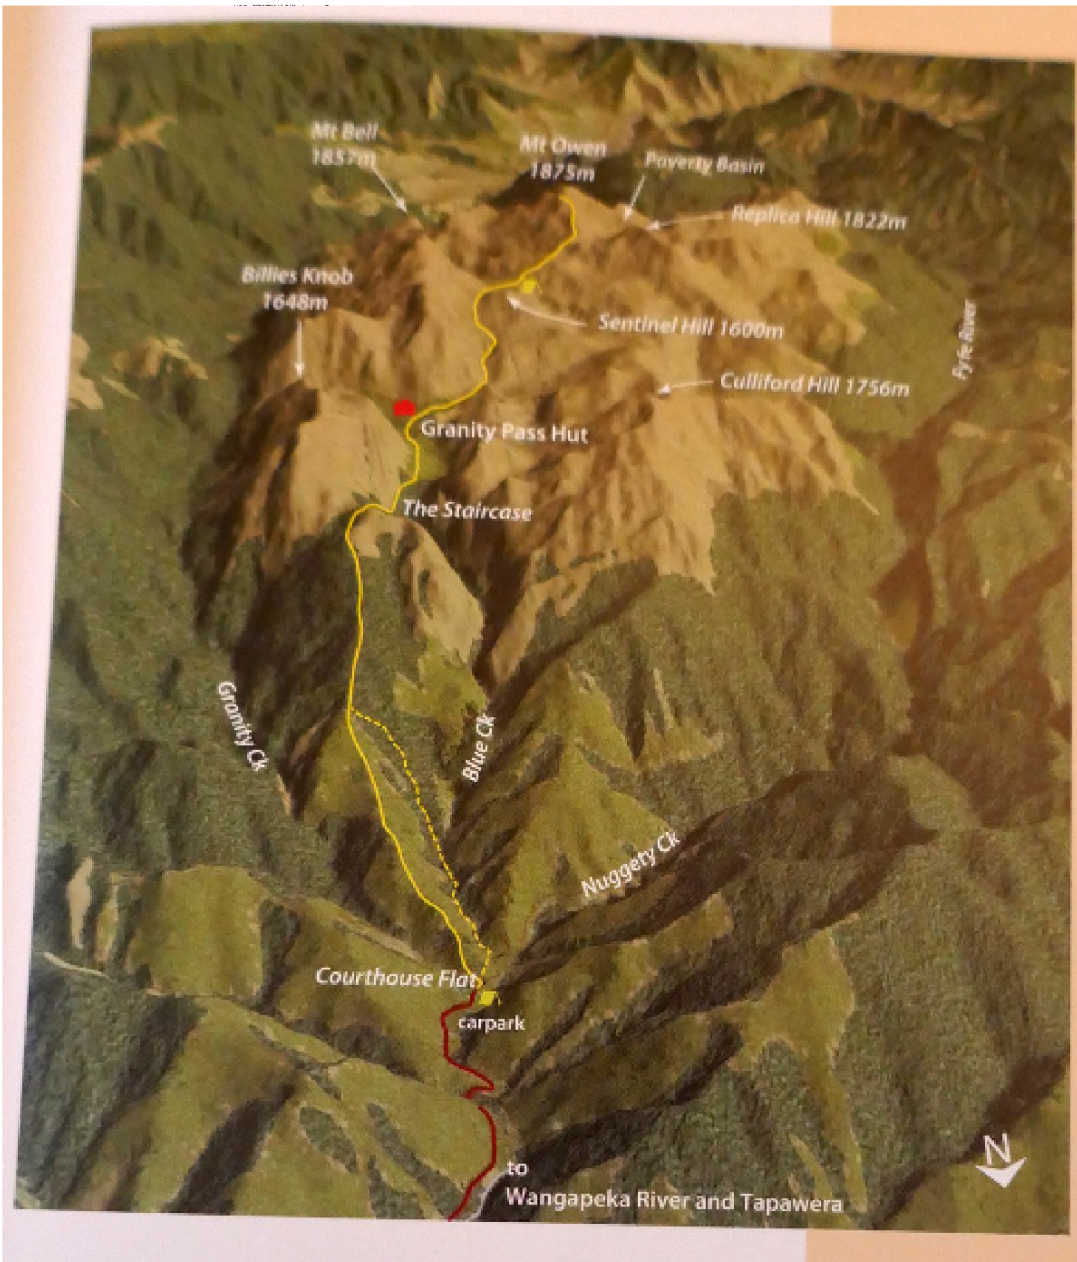 Mt Bell
1857m
Mt Owen
1875m
Poverty Basin
Replica Hill 1822m
Billies Knob
1648m
Sentinel Hill 1600m
Fyfe River
Culliford Hill 1756m
Granity Pass Hut
The Staircase
Granity Ck
Blue Ck
Nuggety Ck
Courthouse Flat
carpark
N
to
Wangapeka River and Tapawera